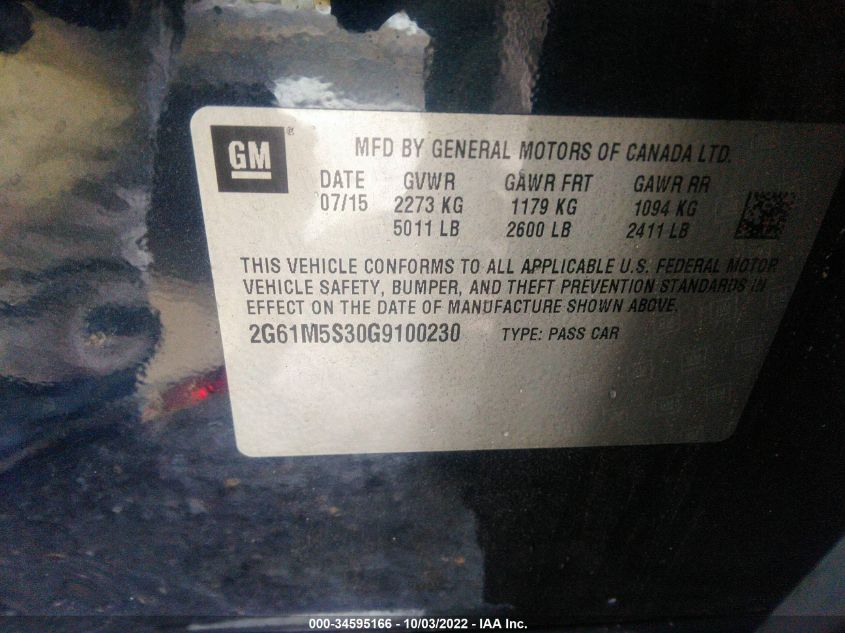 GM ®
MFD BY GENERAL MOTORS OF CANADA LTD.
DATE GVWR GAWR FRT GAWR RR
07/15 2273 KG 1179 KG 1094 KG
5011 LB 2600 LB 2411 LB
THIS VEHICLE CONFORMS TO ALL APPLICABLE U.S. FEDERAL MOTOR
VEHICLE SAFETY, BUMPER, AND THEFT PREVENTION STANDARDS IN
EFFECT ON THE DATE OF MANUFACTURE SHOWN ABOVE.
2G61M5S30G9100230 TYPE: PASS CAR
000-34595166 - 10/03/2022 - IAA Inc.